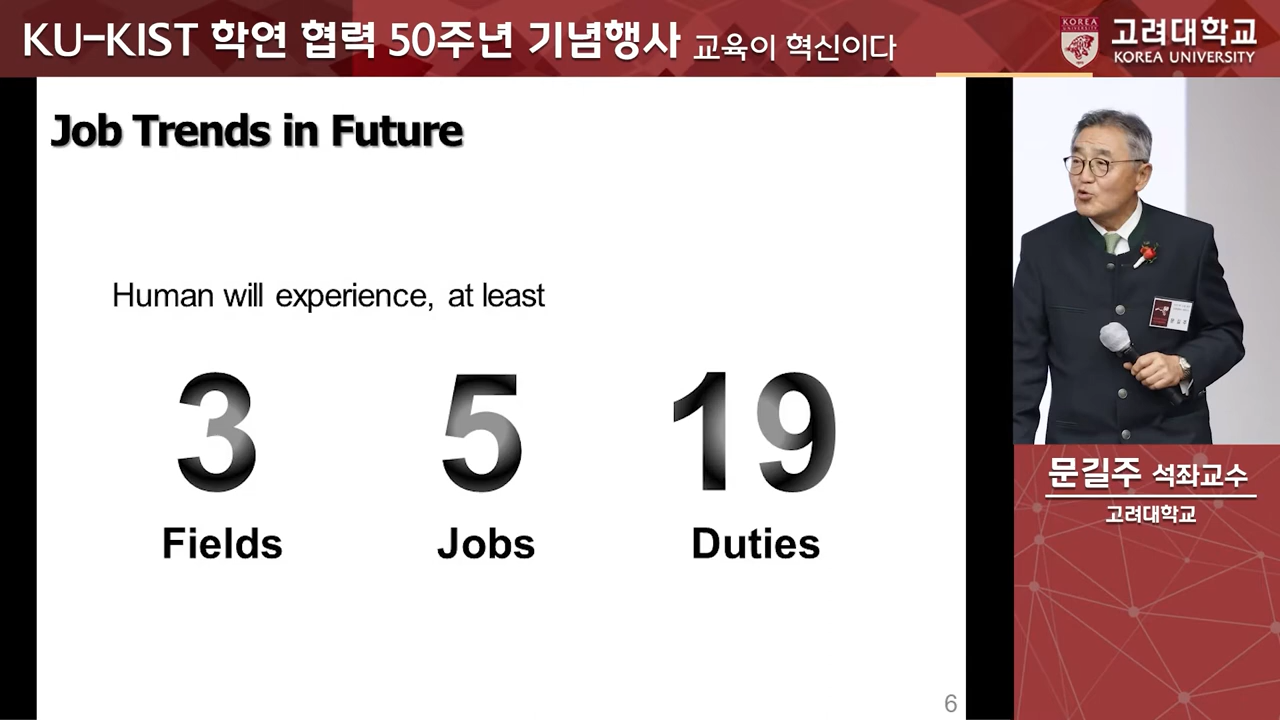 KU-KIST 학연 협력 50주년 기념행사 교육이 혁신이다
KOREA
UNIVERSITY
고려대학교
KOREA UNIVERSITY
Job Trends in Future
Human will experience, at least
3 5 19
Fields Jobs Duties
6
문길주
문길주 석좌교수
고려대학교